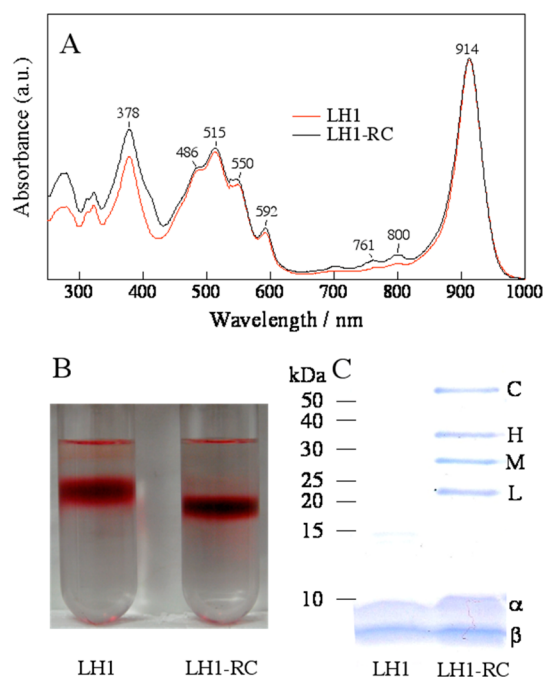 A
Absorbance (a.u.)
378
486
515
550
592
761
800
914
LH1
LH1-RC
300 400 500 600 700 800 900 1000
Wavelength / nm
B
LH1
LH1-RC
C
kDa
50
40
30
25
20
15
10
C
H
M
L
α
β
LH1
LH1-RC